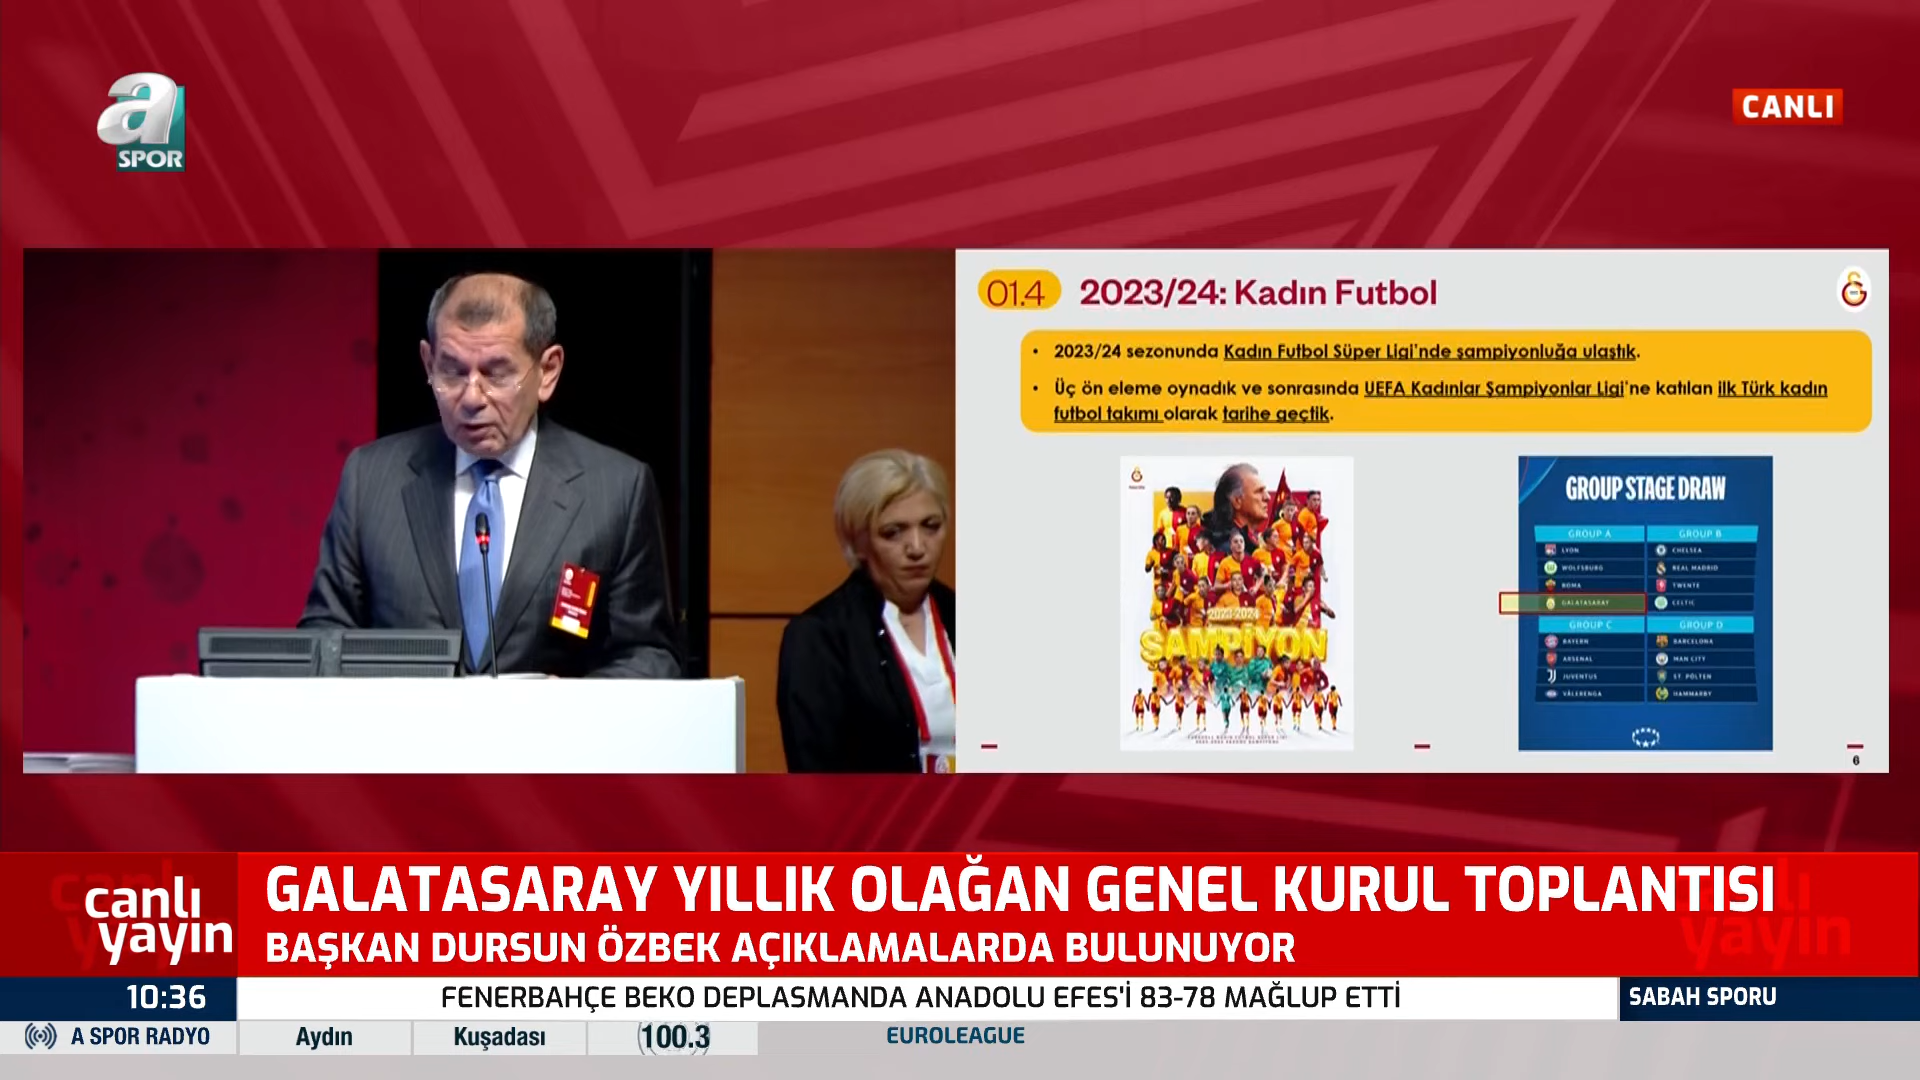 a
SPOR
CANLI
01.4
2023/24: Kadın Futbol
• 2023/24 sezonunda Kadın Futbol Süper Ligi'nde şampiyonluğa ulaştık.
• Üç ön eleme oynadık ve sonrasında UEFA Kadınlar Şampiyonlar Ligi'ne katılan ilk Türk kadın
futbol takımı olarak tarihe geçtik.
2023-2024
ŞAMPİYON
GROUP STAGE DRAW
GROUP A
LYON
WOLFSBURG
ROMA
GALATASARAY
GROUP B
CHELSEA
REAL MADRID
TWENTE
CELTIC
GROUP C
BAYERN
ARSENAL
JUVENTUS
VÅLERENGA
GROUP D
BARCELONA
MAN CITY
ST. PÖLTEN
HAMMARBY
6
canlı
yayın
GALATASARAY YILLIK OLAĞAN GENEL KURUL TOPLANTISI
BAŞKAN DURSUN ÖZBEK AÇIKLAMALARDA BULUNUYOR
10:36
FENERBAHÇE BEKO DEPLASMANDA ANADOLU EFES'İ 83-78 MAĞLUP ETTİ
SABAH SPORU
A SPOR RADYO
Aydın
Kuşadası
100.3
EUROLEAGUE